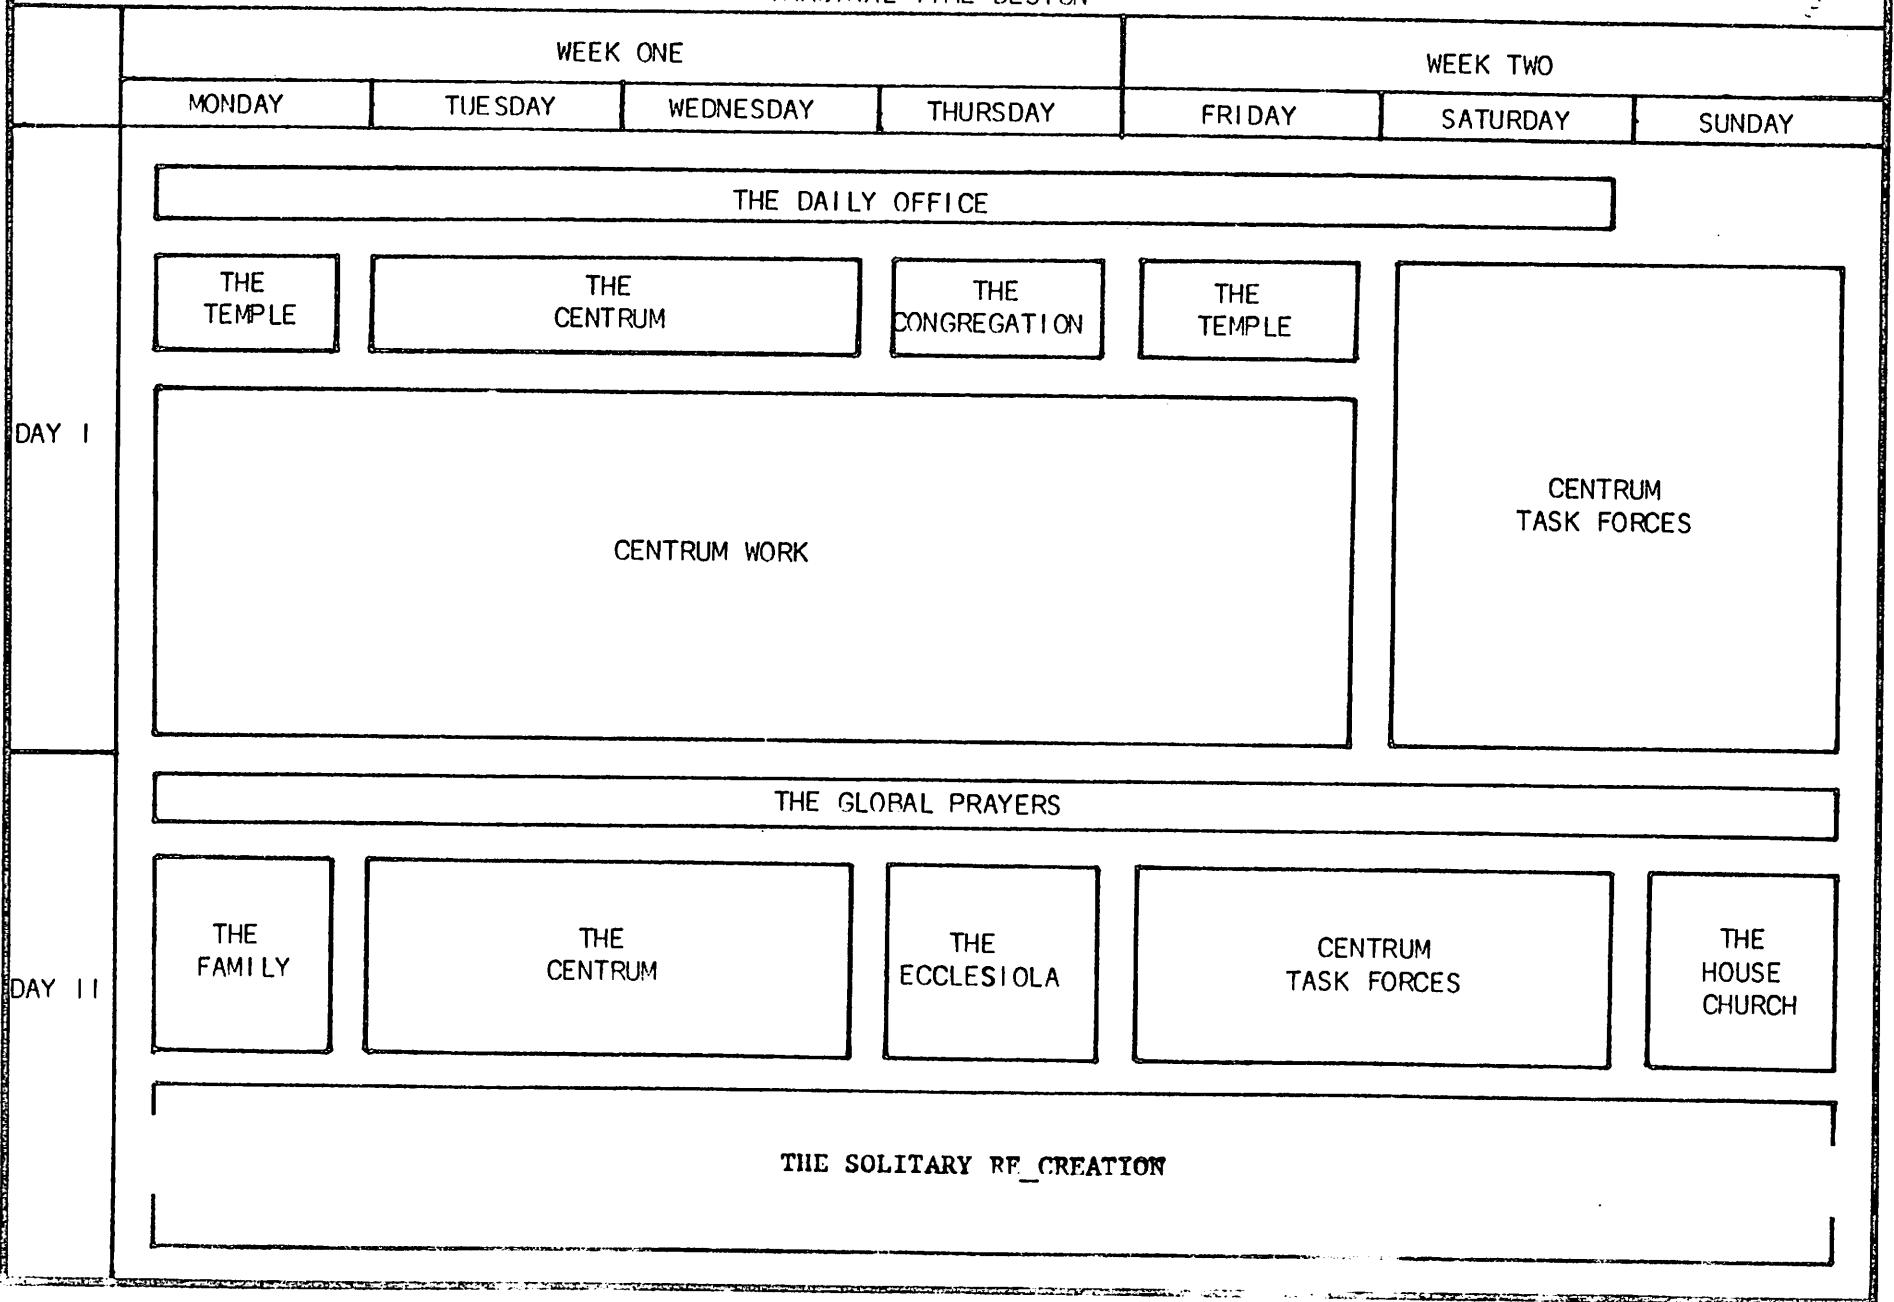 TIME DESIGN
WEEK ONE
WEEK TWO
MONDAY
TUESDAY
WEDNESDAY
THURSDAY
FRIDAY
SATURDAY
SUNDAY
THE DAILY OFFICE
THE
TEMPLE
THE
CENTRUM
THE
CONGREGATION
THE
TEMPLE
DAY I
CENTRUM WORK
CENTRUM
TASK FORCES
THE GLOBAL PRAYERS
DAY II
THE
FAMILY
THE
CENTRUM
THE
ECCLESIOLA
CENTRUM
TASK FORCES
THE
HOUSE
CHURCH
THE SOLITARY RE_CREATION